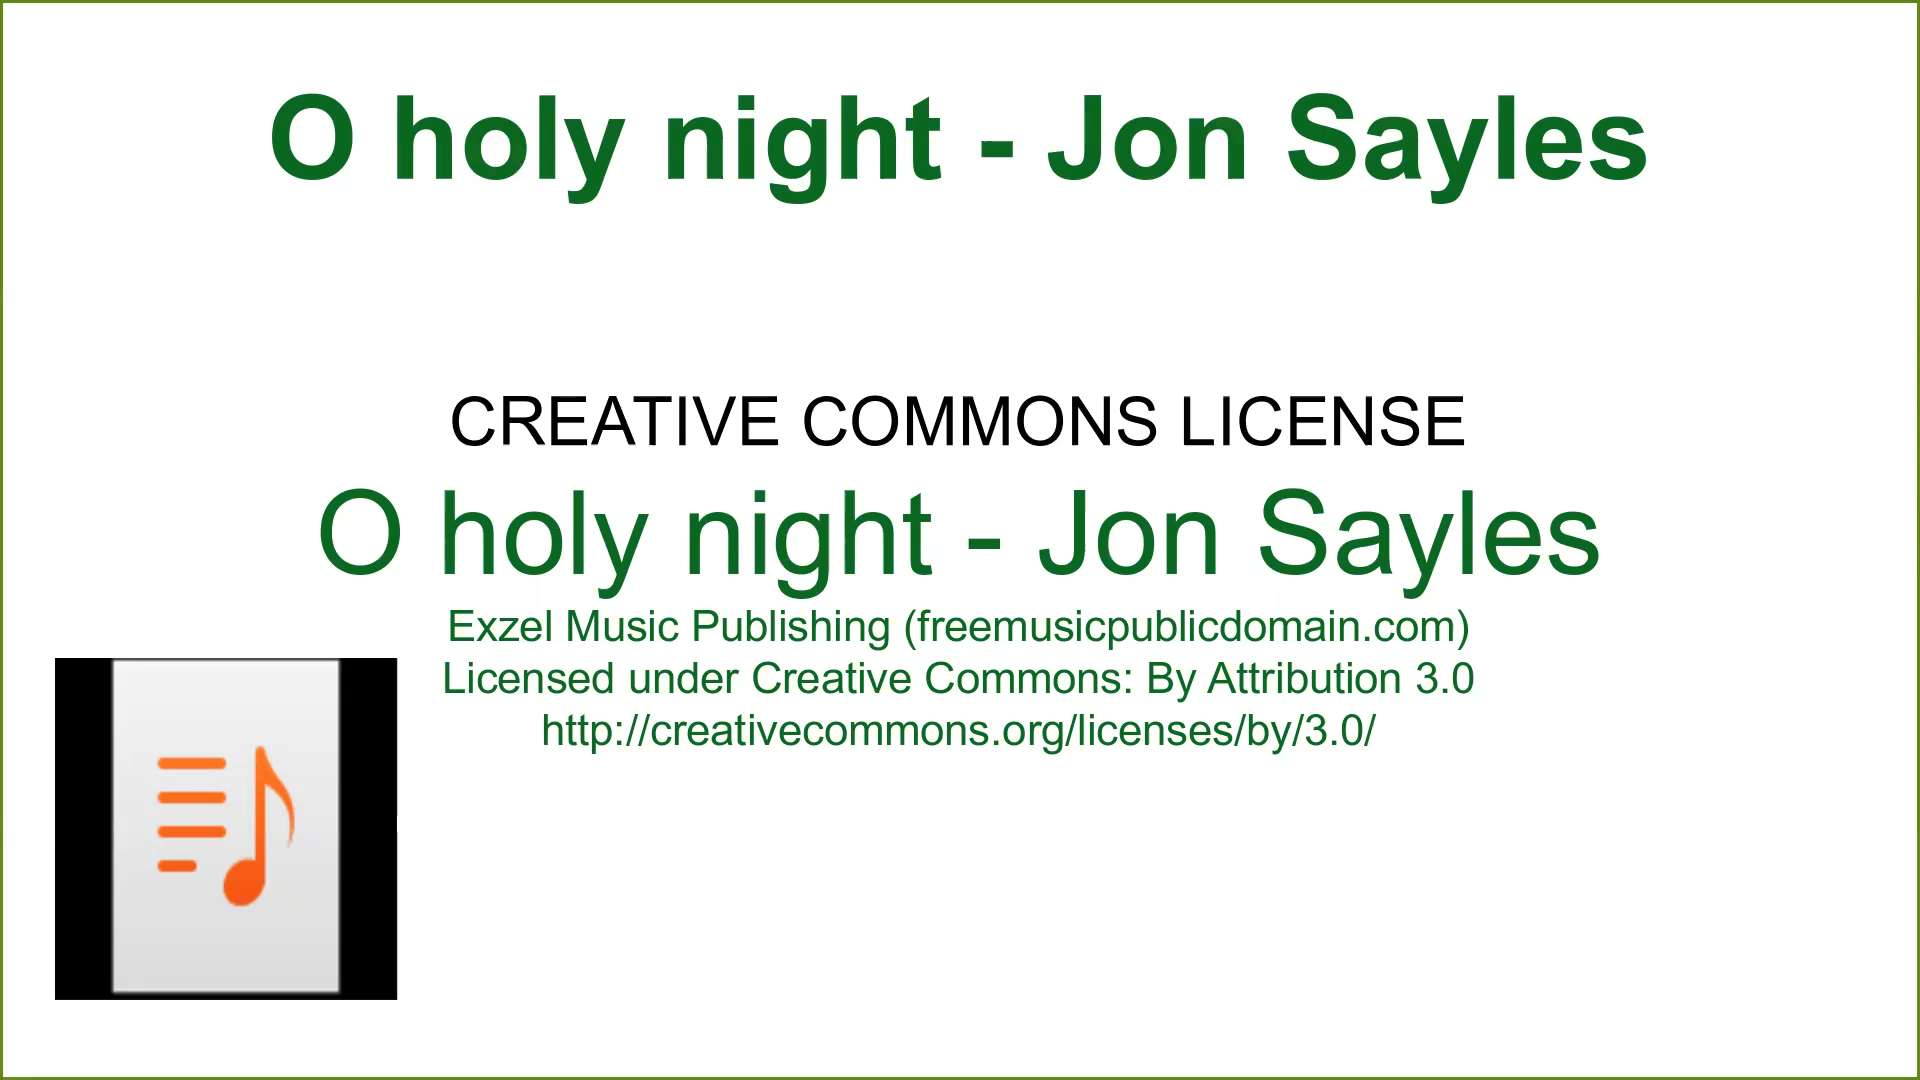 O holy night - Jon Sayles
CREATIVE COMMONS LICENSE
O holy night - Jon Sayles
Exzel Music Publishing (freemusicpublicdomain.com)
Licensed under Creative Commons: By Attribution 3.0
http://creativecommons.org/licenses/by/3.0/